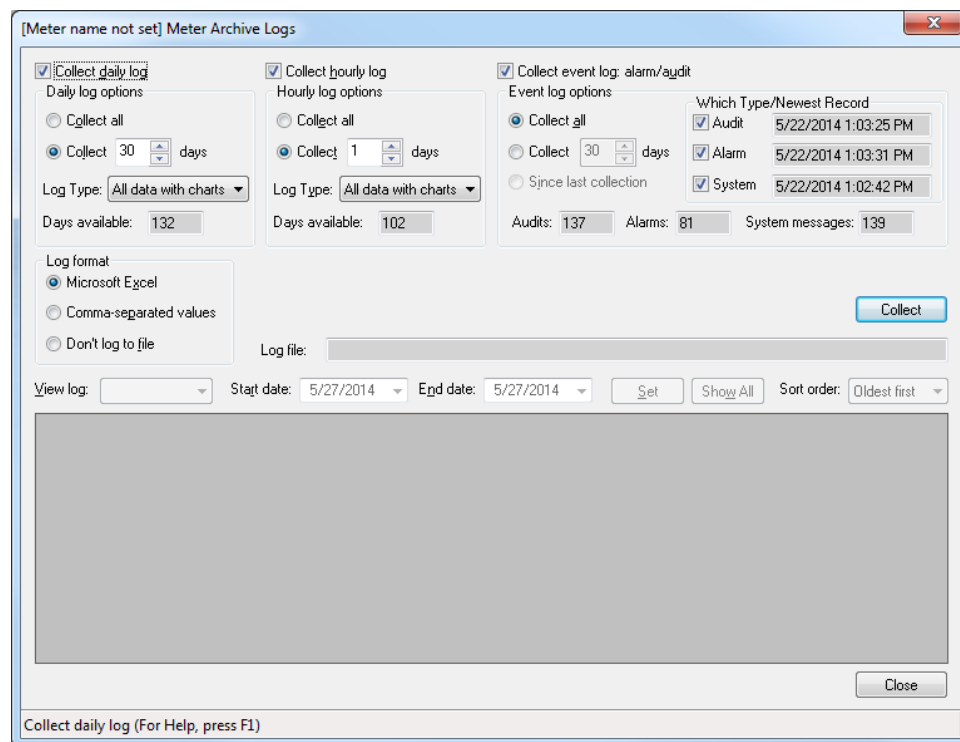 [Meter name not set] Meter Archive Logs
Collect daily log
Collect hourly log
Collect event log: alarm/audit
Daily log options
Collect all
Collect 30 days
Log Type: All data with charts
Days available: 132
Hourly log options
Collect all
Collect 1 days
Log Type: All data with charts
Days available: 102
Event log options
Collect all
Collect 30 days
Since last collection
Which Type/Newest Record
Audit 5/22/2014 1:03:25 PM
Alarm 5/22/2014 1:03:31 PM
System 5/22/2014 1:02:42 PM
Audits: 137 Alarms: 81 System messages: 139
Log format
Microsoft Excel
Comma-separated values
Don't log to file
Collect
Log file:
View log: Start date: 5/27/2014 End date: 5/27/2014 Set Show All Sort order: Oldest first
Close
Collect daily log (For Help, press F1)